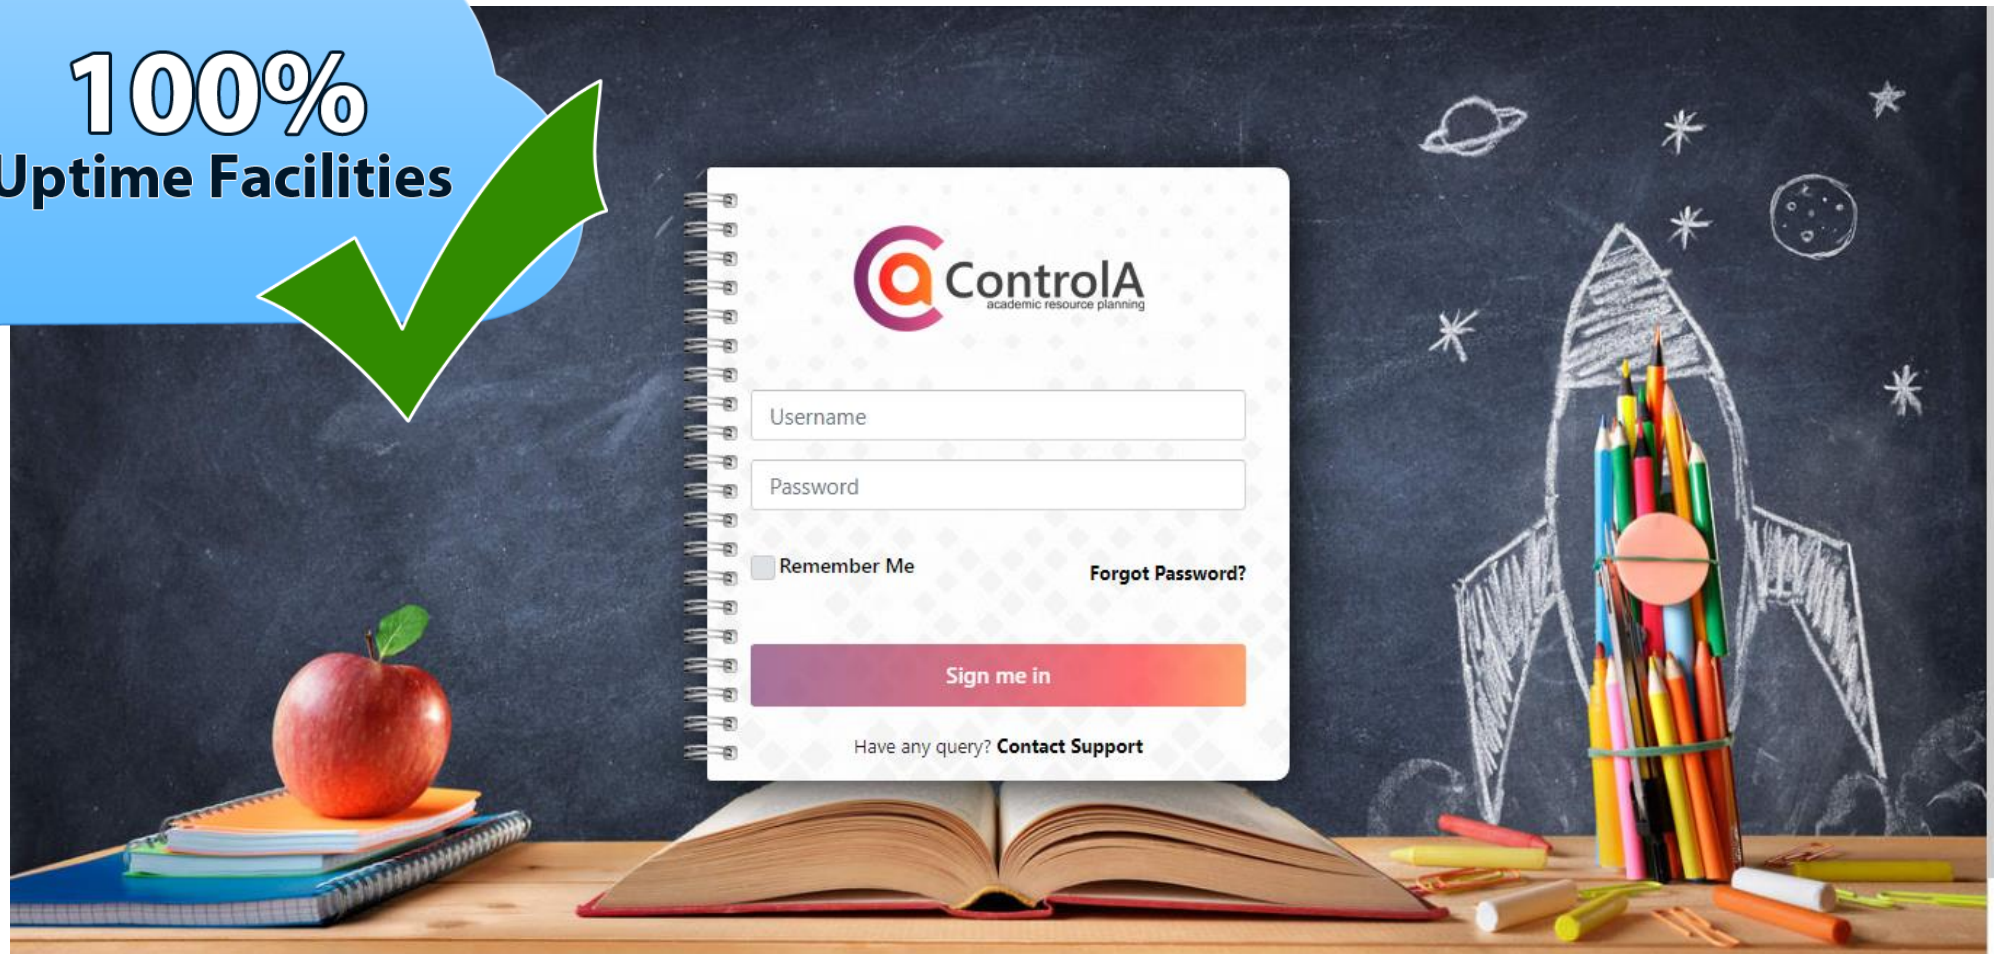 100%
Uptime Facilities
ControlA
academic resource planning
Username
Password
Remember Me
Forgot Password?
Sign me in
Have any query? Contact Support